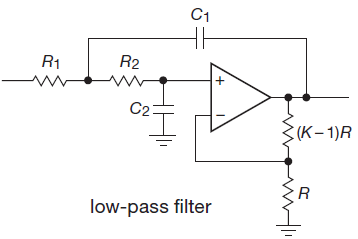 C1
R1
R2
+
C2
−
(K−1)R
R
low-pass filter